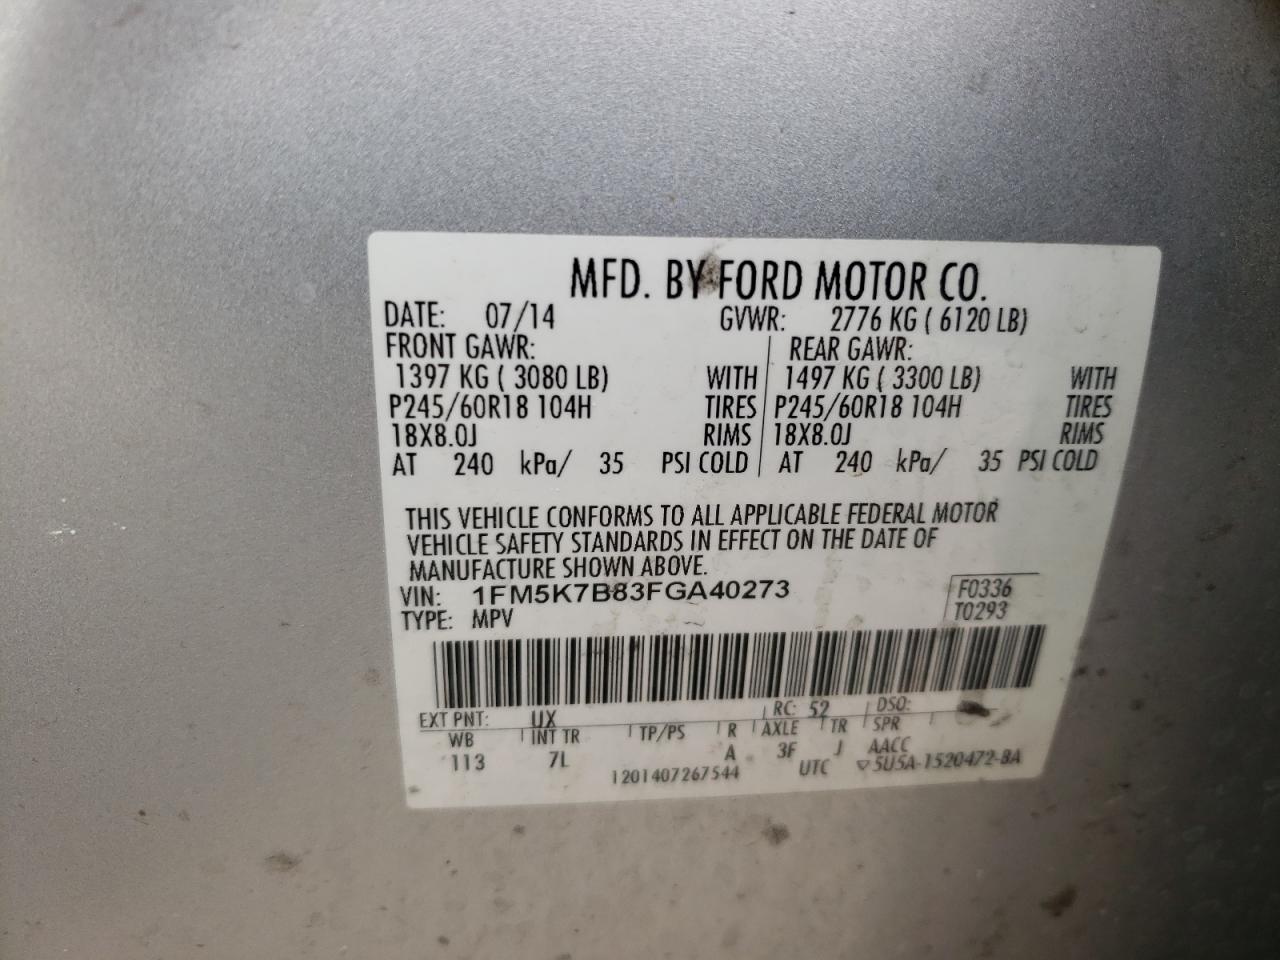 MFD. BY FORD MOTOR CO.
DATE: 07/14 GVWR: 2776 KG ( 6120 LB)
FRONT GAWR: REAR GAWR:
1397 KG ( 3080 LB) WITH 1497 KG ( 3300 LB) WITH
P245/60R18 104H TIRES P245/60R18 104H TIRES
18X8.0J RIMS 18X8.0J RIMS
AT 240 kPa/ 35 PSI COLD AT 240 kPa/ 35 PSI COLD
THIS VEHICLE CONFORMS TO ALL APPLICABLE FEDERAL MOTOR
VEHICLE SAFETY STANDARDS IN EFFECT ON THE DATE OF
MANUFACTURE SHOWN ABOVE.
VIN: 1FM5K7B83FGA40273 F0336
TYPE: MPV T0293
EXT PNT: UX RC: 52 DSO:
WB INT TR TP/PS R AXLE TR SPR
113 7L A 3F J AACC
1201407267544 UTC ▽5U5A-1520472-BA